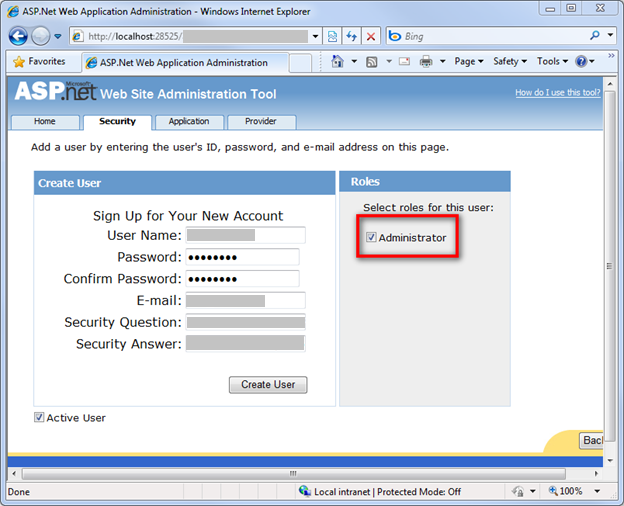 ASP.Net Web Application Administration - Windows Internet Explorer
http://localhost:28525/
Bing
Favorites ASP.Net Web Application Administration Page Safety Tools
Microsoft
ASP.net Web Site Administration Tool How do I use this tool?
Home Security Application Provider
Add a user by entering the user's ID, password, and e-mail address on this page.
Create User
Roles
Sign Up for Your New Account
User Name:
Password:
Confirm Password:
E-mail:
Security Question:
Security Answer:
Create User
Select roles for this user:
Administrator
Active User
Back
Done Local intranet | Protected Mode: Off 100%